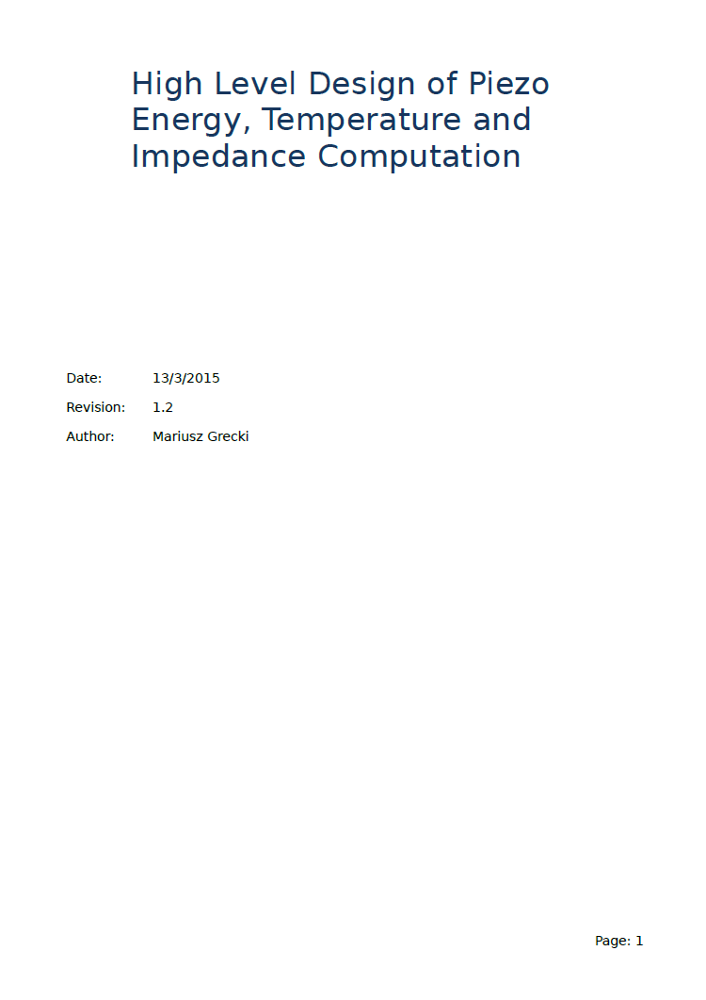 High Level Design of Piezo
Energy, Temperature and
Impedance Computation
Date: 13/3/2015
Revision: 1.2
Author: Mariusz Grecki
Page: 1